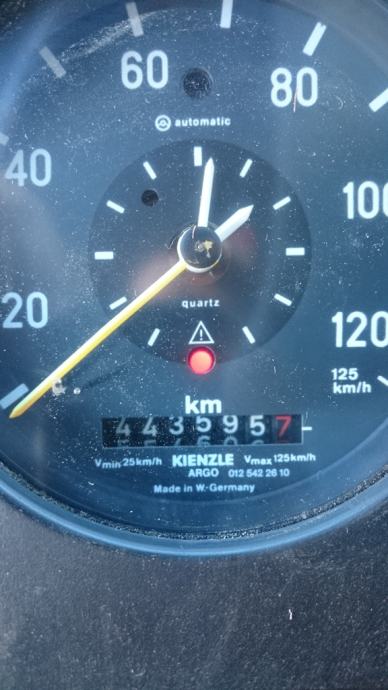 60
80
automatic
40
100
quartz
20
120
125
km/h
km
4435957
Vmin 25km/h KIENZLE Vmax 125km/h
ARGO 012 542 26 10
Made in W.-Germany